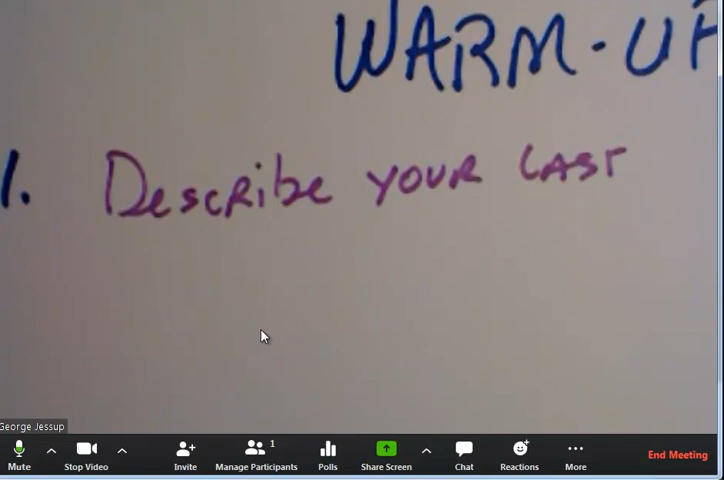 WARM-UP
1. Describe YOUR LAST
George Jessup
1
Mute Stop Video Invite Manage Participants Polls Share Screen Chat Reactions More End Meeting